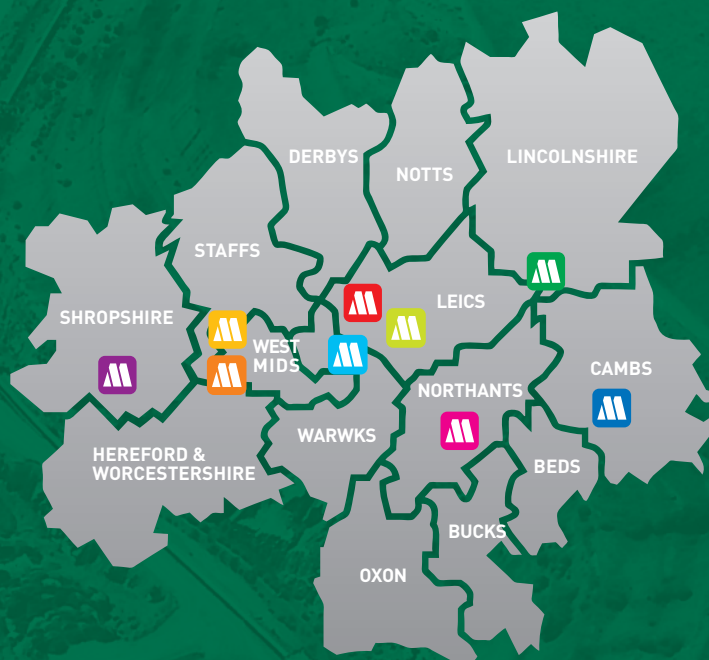 DERBYS
NOTTS
LINCOLNSHIRE
STAFFS
LEICS
SHROPSHIRE
WEST
MIDS
CAMBS
NORTHANTS
WARWKS
HEREFORD &
WORCESTERSHIRE
BEDS
BUCKS
OXON